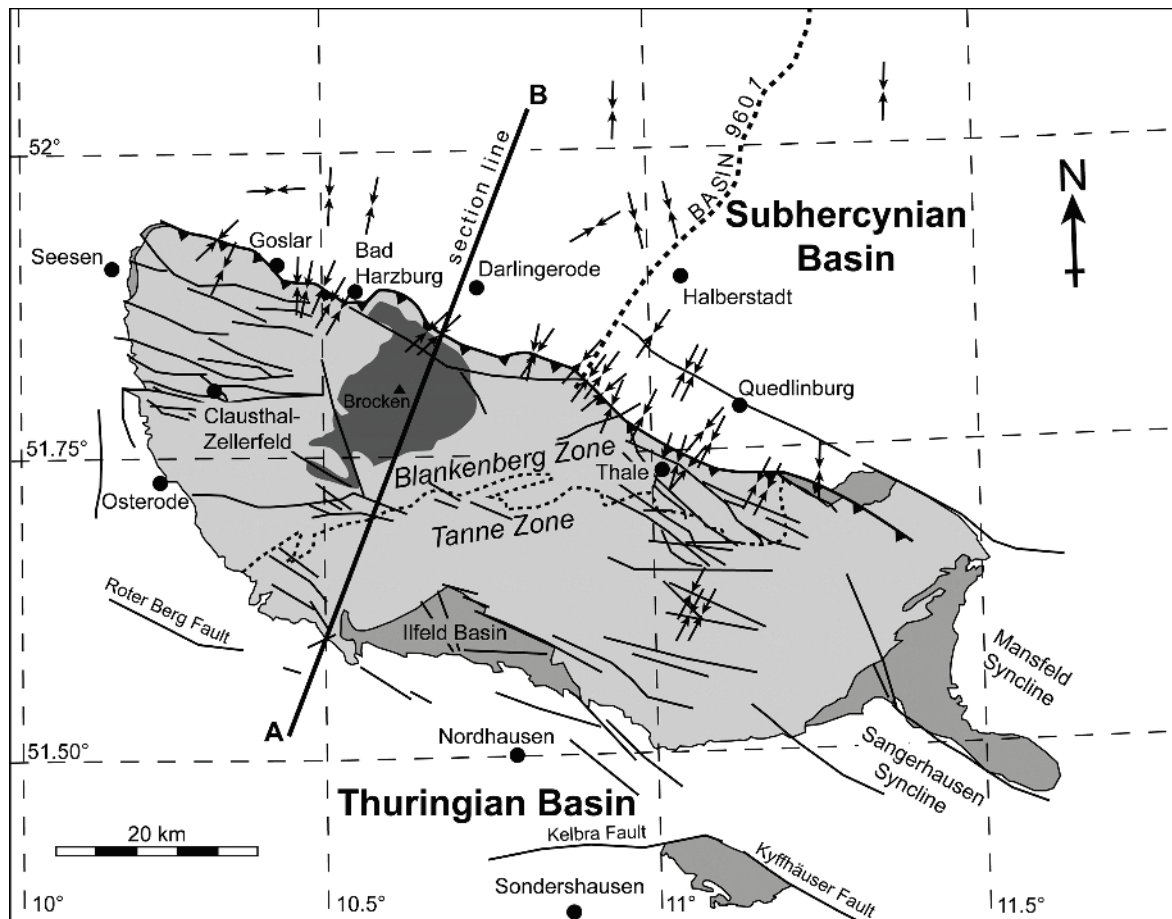 B
BASIN 9601
section line
52°
N
Subhercynian
Basin
Goslar
Seesen
Bad
Harzburg
Darlingerode
Halberstadt
Brocken
Quedlinburg
Clausthal-
Zellerfeld
51.75°
Blankenberg Zone
Thale
Osterode
Tanne Zone
Roter Berg Fault
Ilfeld Basin
Mansfeld
Syncline
A
51.50°
Nordhausen
Sangerhausen
Syncline
Thuringian Basin
20 km
Kelbra Fault
Kyffhäuser Fault
Sondershausen
10°
10.5°
11°
11.5°